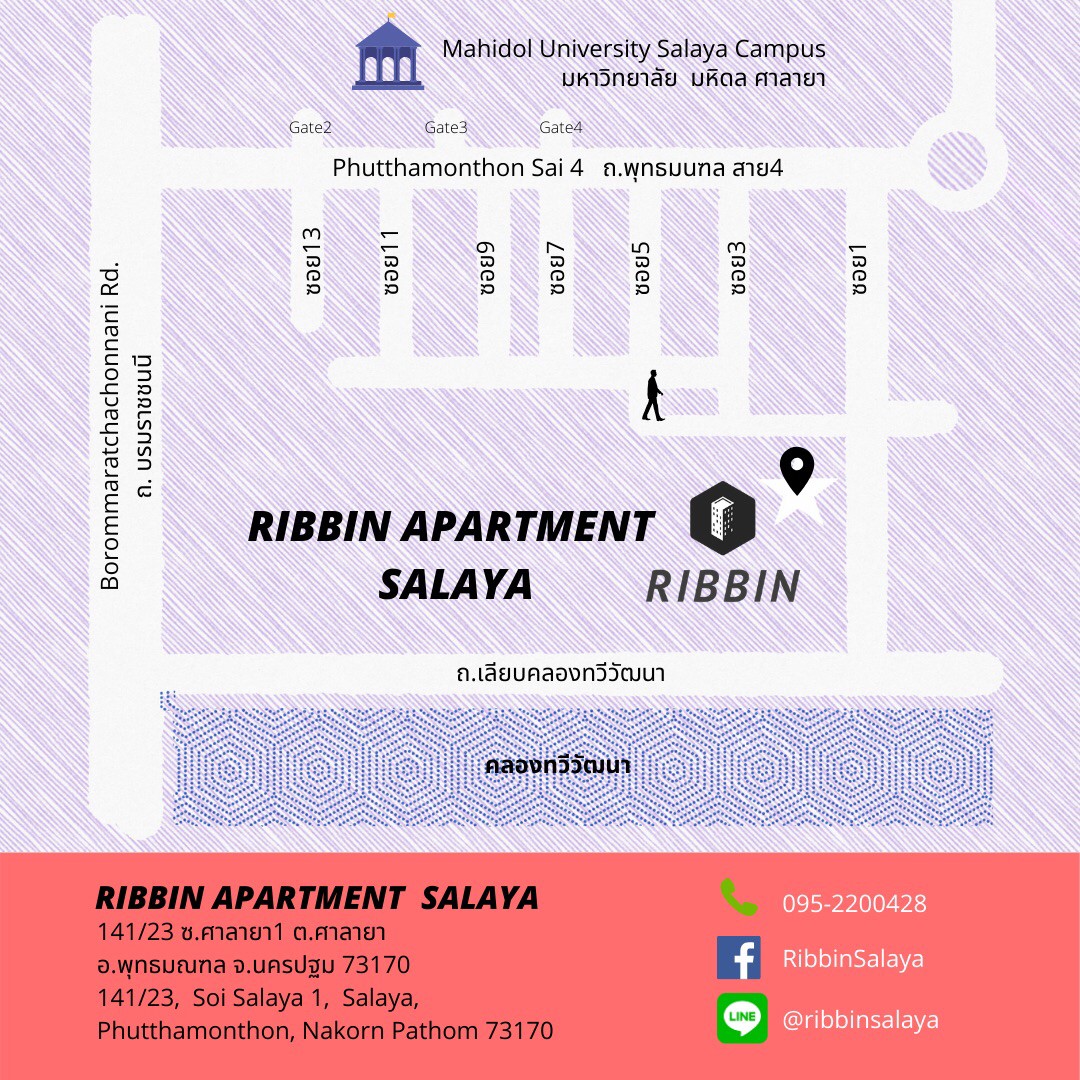 Mahidol University Salaya Campus
มหาวิทยาลัย มหิดล ศาลายา
Gate2
Gate3
Gate4
Phutthamonthon Sai 4 ถ.พุทธมนฑล สาย4
ซอย13
ซอย11
ซอย9
ซอย7
ซอย5
ซอย3
ซอย1
Borommaratchachonnani Rd.
ถ. บรมราชชนนี
RIBBIN APARTMENT
SALAYA
RIBBIN
ถ.เลียบคลองทวีวัฒนา
คลองทวีวัฒนา
RIBBIN APARTMENT SALAYA
141/23 ซ.ศาลายา1 ต.ศาลายา
อ.พุทธมณฑล จ.นครปฐม 73170
141/23, Soi Salaya 1, Salaya,
Phutthamonthon, Nakorn Pathom 73170
095-2200428
RibbinSalaya
LINE
@ribbinsalaya